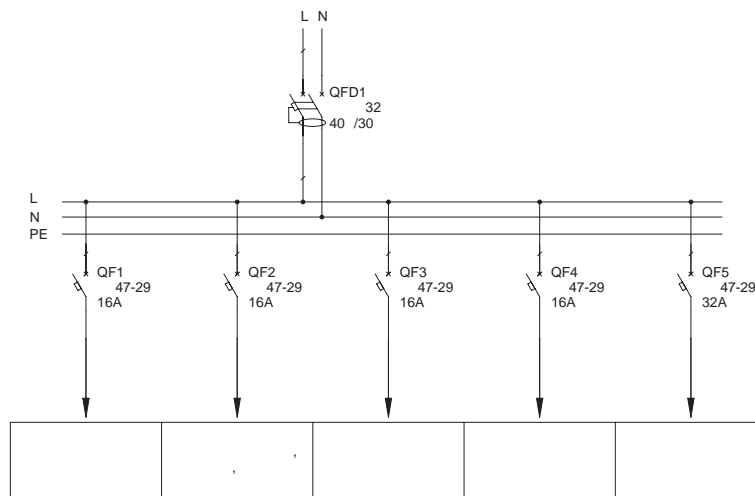 L N
QFD1
32
40 /30
L
N
PE
QF1
47-29
16A
QF2
47-29
16A
QF3
47-29
16A
QF4
47-29
16A
QF5
47-29
32A
,
,